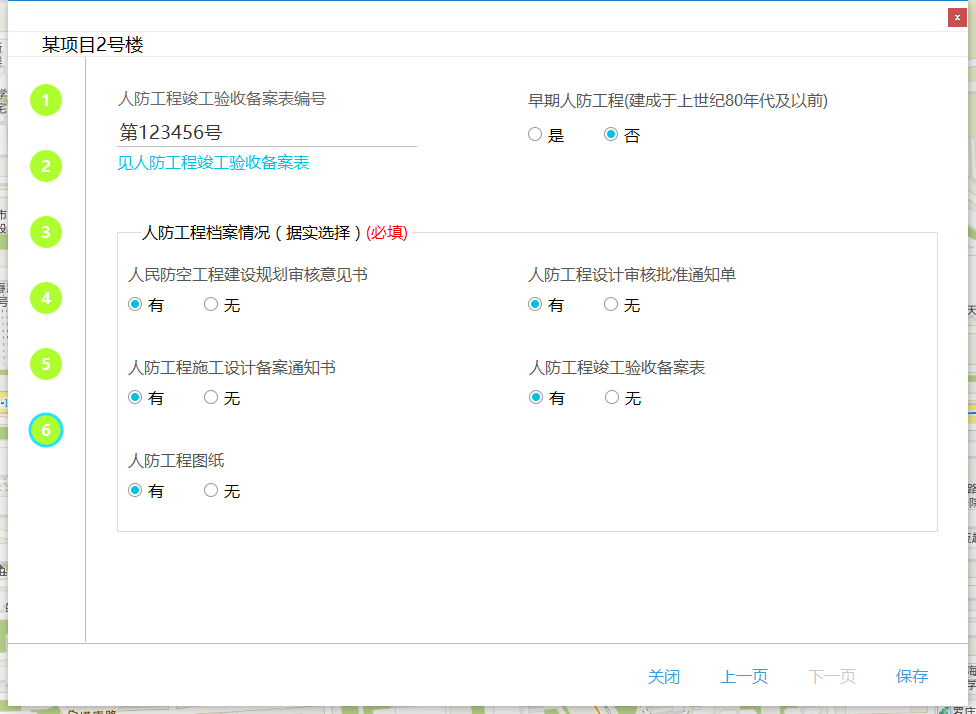 x
某项目2号楼
1
人防工程竣工验收备案表编号
早期人防工程(建成于上世纪80年代及以前)
第123456号
是
否
见人防工程竣工验收备案表
2
3
人防工程档案情况（据实选择）(必填)
人民防空工程建设规划审核意见书
人防工程设计审核批准通知单
有
无
有
无
4
5
人防工程施工设计备案通知书
人防工程竣工验收备案表
有
无
有
无
6
人防工程图纸
有
无
关闭
上一页
下一页
保存